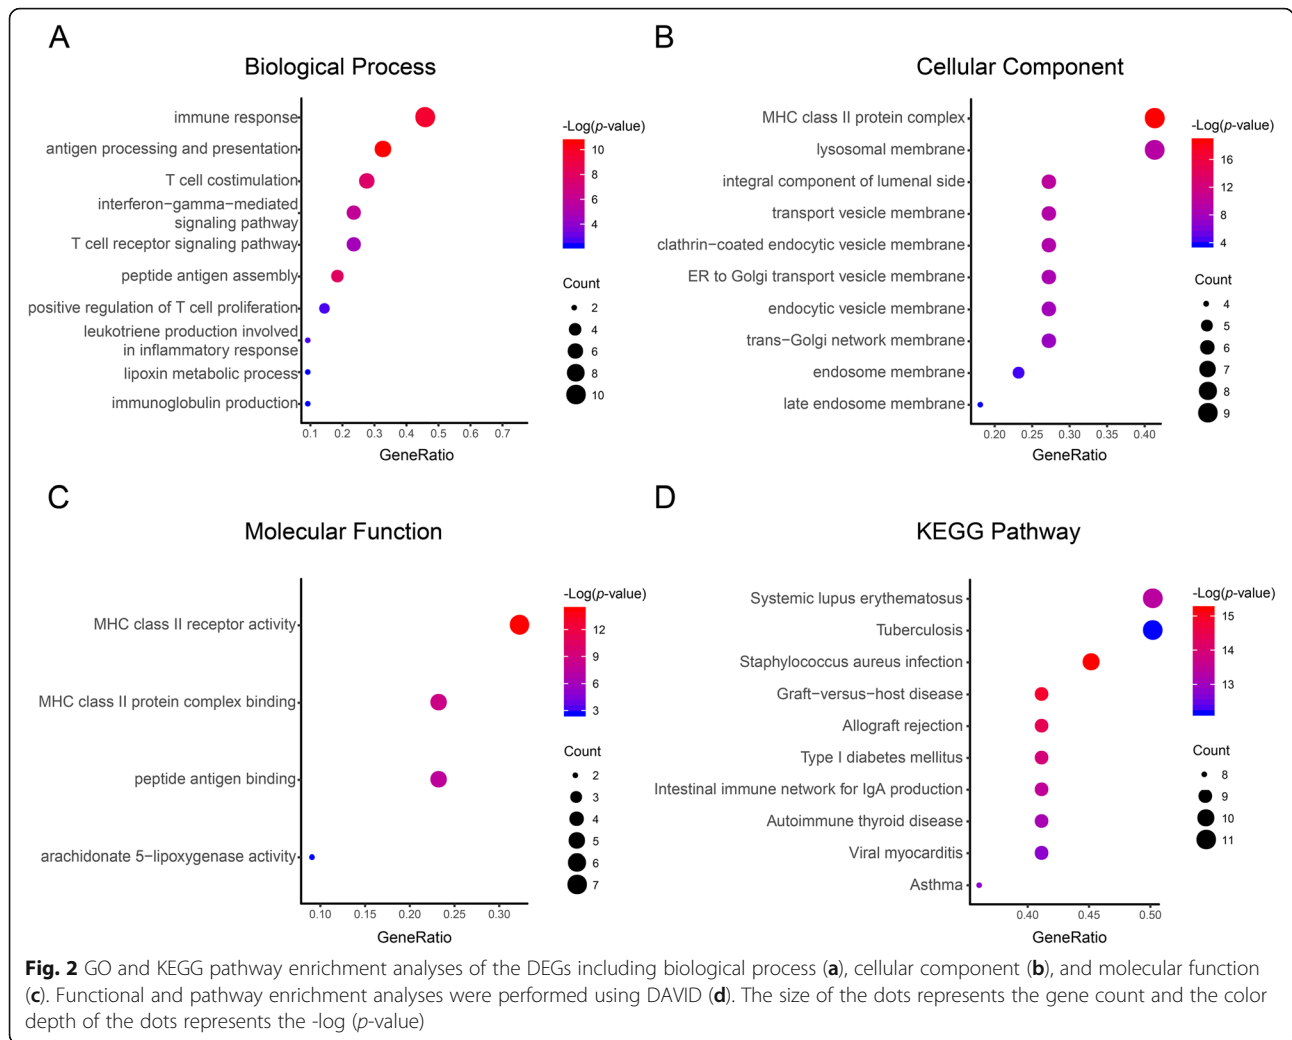 A
Biological Process
immune response
antigen processing and presentation
T cell costimulation
interferon−gamma−mediated
signaling pathway
T cell receptor signaling pathway
peptide antigen assembly
positive regulation of T cell proliferation
leukotriene production involved
in inflammatory response
lipoxin metabolic process
immunoglobulin production
0.1 0.2 0.3 0.4 0.5 0.6 0.7
GeneRatio
-Log(p-value)
10
8
6
4
Count
2
4
6
8
10
B
Cellular Component
MHC class II protein complex
lysosomal membrane
integral component of lumenal side
transport vesicle membrane
clathrin−coated endocytic vesicle membrane
ER to Golgi transport vesicle membrane
endocytic vesicle membrane
trans−Golgi network membrane
endosome membrane
late endosome membrane
0.20 0.25 0.30 0.35 0.40
GeneRatio
-Log(p-value)
16
12
8
4
Count
4
5
6
7
8
9
C
Molecular Function
MHC class II receptor activity
MHC class II protein complex binding
peptide antigen binding
arachidonate 5−lipoxygenase activity
0.10 0.15 0.20 0.25 0.30
GeneRatio
-Log(p-value)
12
9
6
3
Count
2
3
4
5
6
7
D
KEGG Pathway
Systemic lupus erythematosus
Tuberculosis
Staphylococcus aureus infection
Graft−versus−host disease
Allograft rejection
Type I diabetes mellitus
Intestinal immune network for IgA production
Autoimmune thyroid disease
Viral myocarditis
Asthma
0.40 0.45 0.50
GeneRatio
-Log(p-value)
15
14
13
Count
8
9
10
11
Fig. 2 GO and KEGG pathway enrichment analyses of the DEGs including biological process (a), cellular component (b), and molecular function
(c). Functional and pathway enrichment analyses were performed using DAVID (d). The size of the dots represents the gene count and the color
depth of the dots represents the -log (p-value)